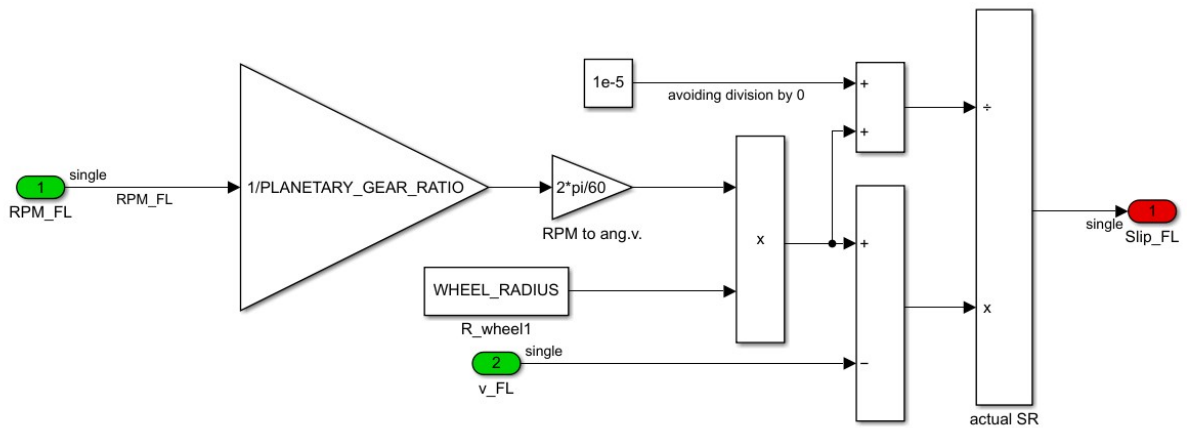 1e-5
avoiding division by 0
+
+
÷
1
single
RPM_FL
RPM_FL
1/PLANETARY_GEAR_RATIO
2*pi/60
RPM to ang.v.
x
+
1
single
Slip_FL
WHEEL_RADIUS
R_wheel1
x
2
single
v_FL
−
actual SR